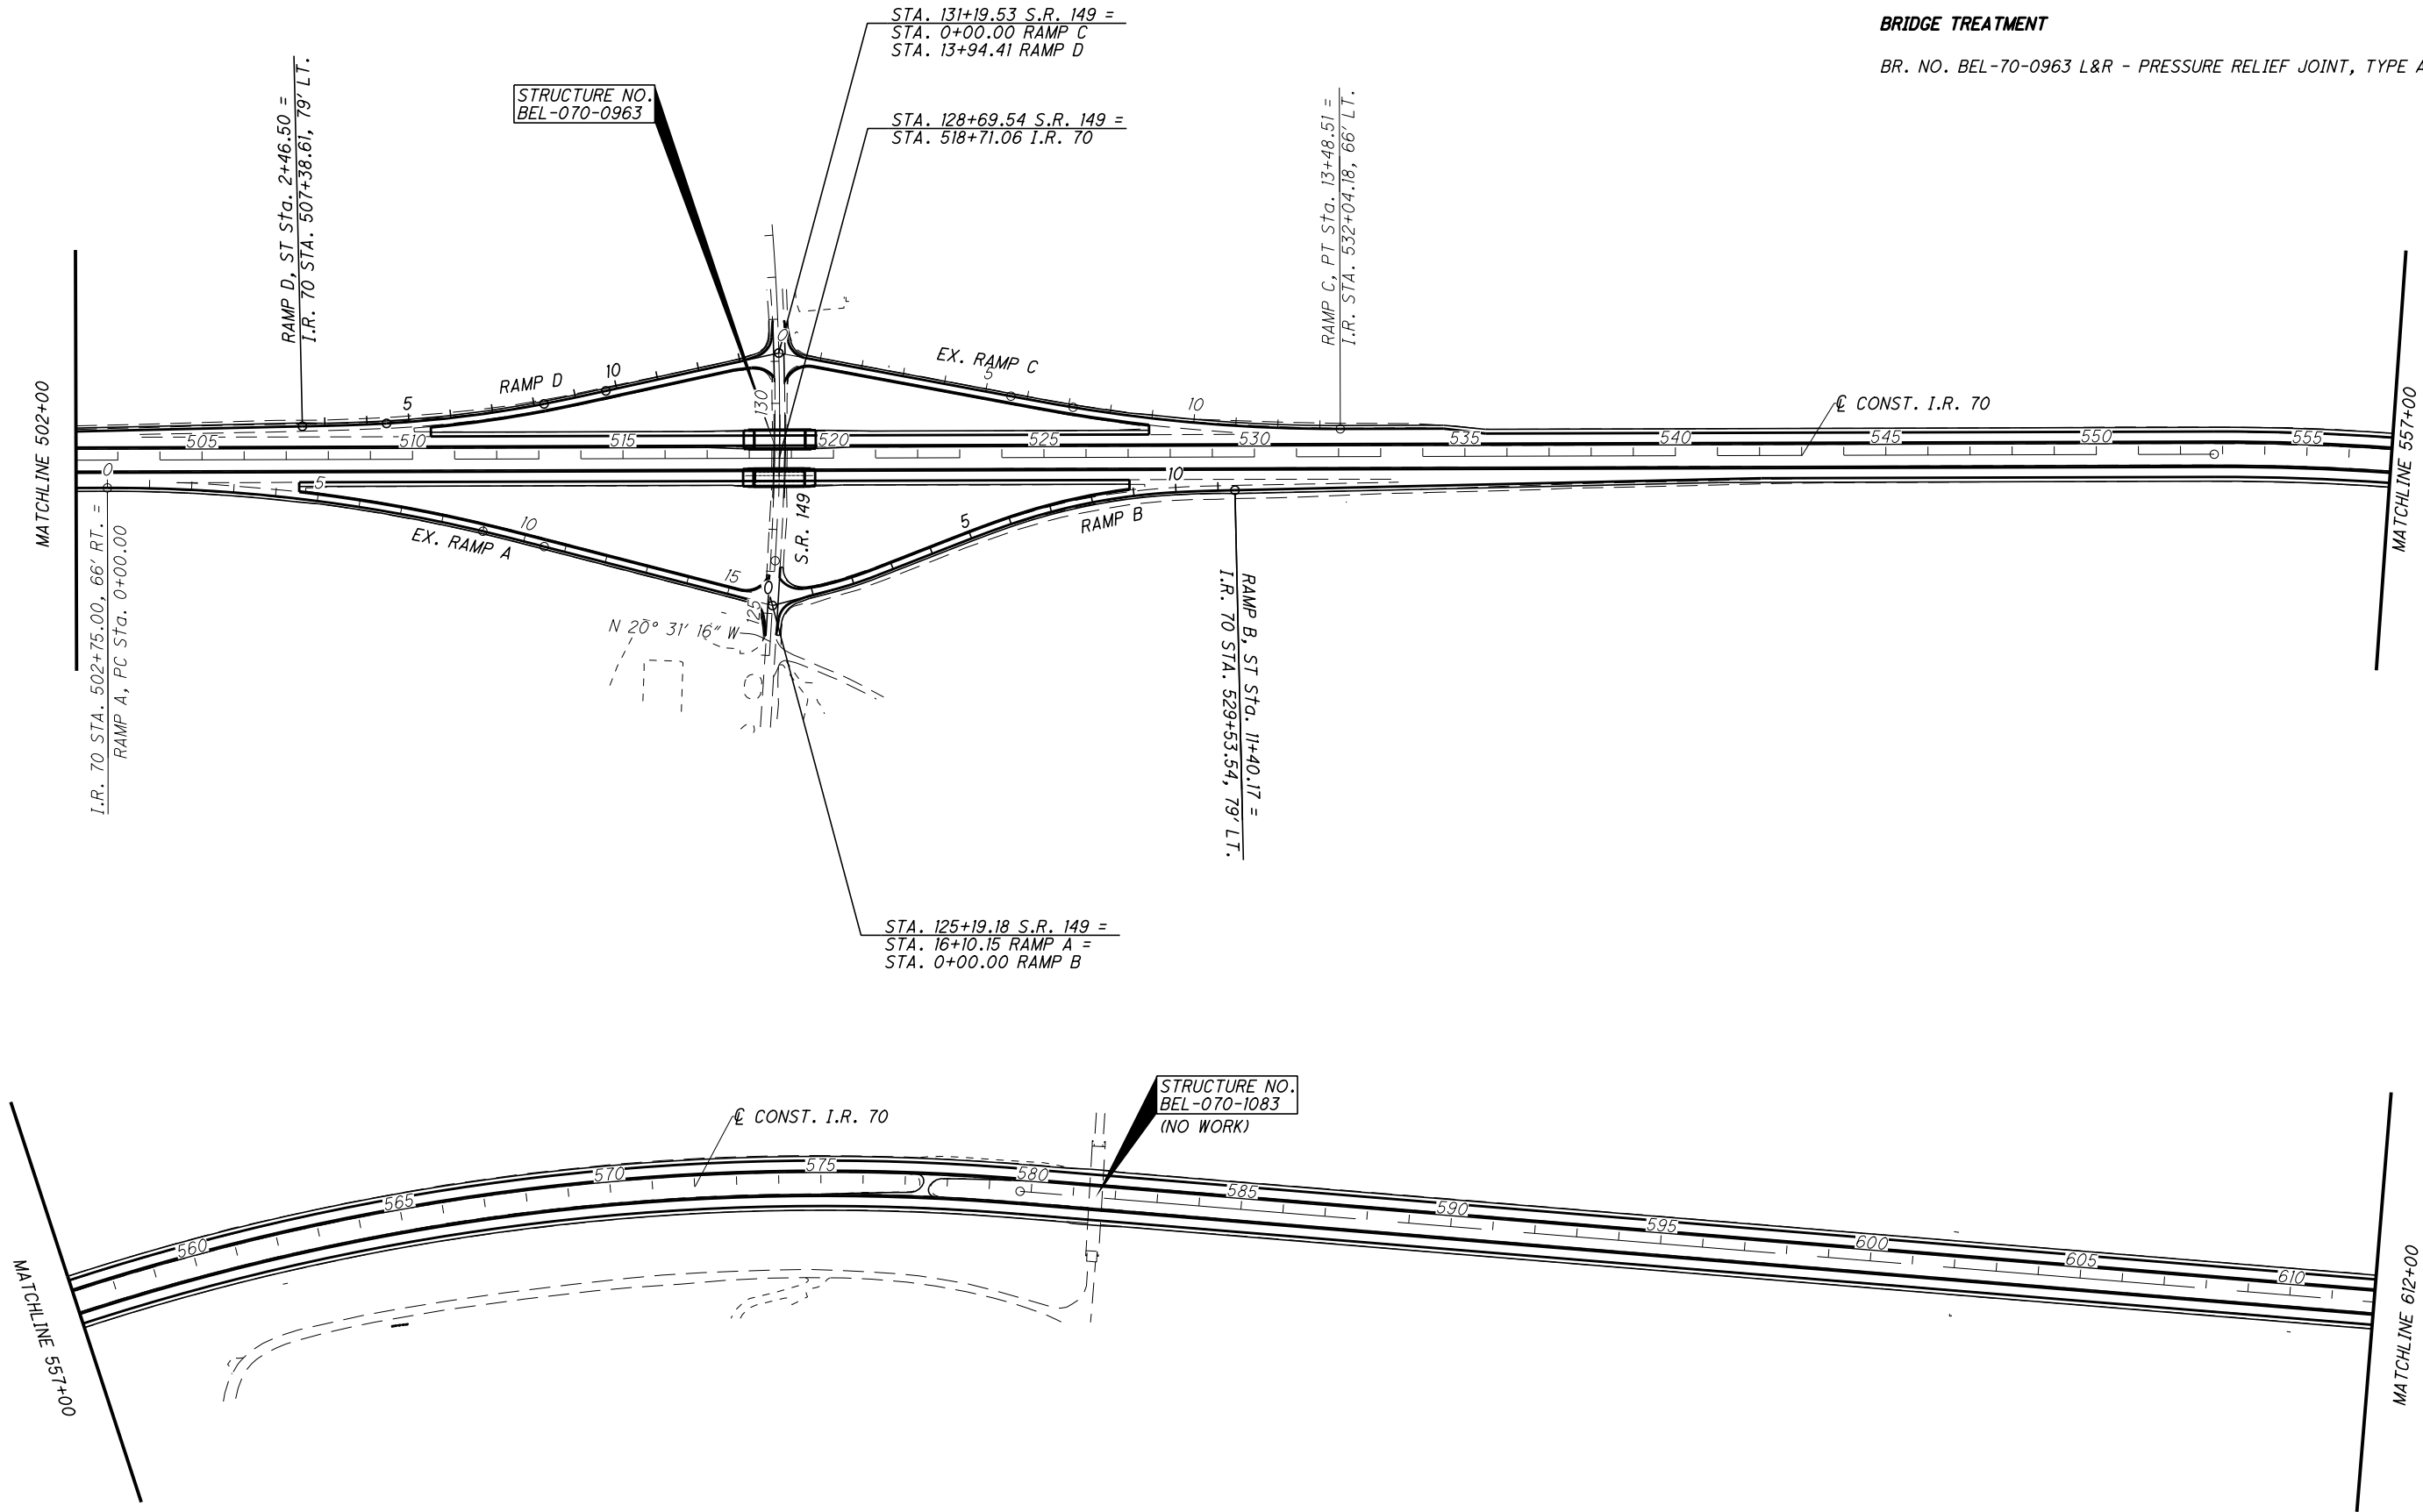 STA. 131+19.53 S.R. 149 =
STA. 0+00.00 RAMP C
STA. 13+94.41 RAMP D
BRIDGE TREATMENT
BR. NO. BEL-70-0963 L&R - PRESSURE RELIEF JOINT, TYPE A
STRUCTURE NO.
BEL-070-0963
STA. 128+69.54 S.R. 149 =
STA. 518+71.06 I.R. 70
RAMP D, ST Sta. 2+46.50 =
I.R. 70 STA. 507+38.61, 79' LT.
RAMP C, PT Sta. 13+48.51 =
I.R. STA. 532+04.18, 66' LT.
MATCHLINE 502+00
MATCHLINE 557+00
0
EX. RAMP C
5
10
RAMP D
10
5
130
℄ CONST. I.R. 70
505
510
515
520
525
530
535
540
545
550
555
0
5
10
EX. RAMP A
10
15
0
125
S.R. 149
5
RAMP B
N 20° 31' 16" W
I.R. 70 STA. 502+75.00, 66' RT. =
RAMP A, PC Sta. 0+00.00
RAMP B, ST Sta. 11+40.17 =
I.R. 70 STA. 529+53.54, 79' LT.
STA. 125+19.18 S.R. 149 =
STA. 16+10.15 RAMP A =
STA. 0+00.00 RAMP B
STRUCTURE NO.
BEL-070-1083
(NO WORK)
℄ CONST. I.R. 70
560
565
570
575
580
585
590
595
600
605
610
MATCHLINE 557+00
MATCHLINE 612+00